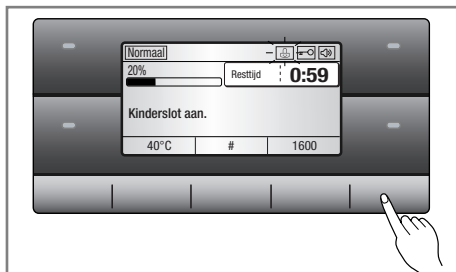 Normaal
20%
Resttijd 0:59
Kinderslot aan.
40°C # 1600